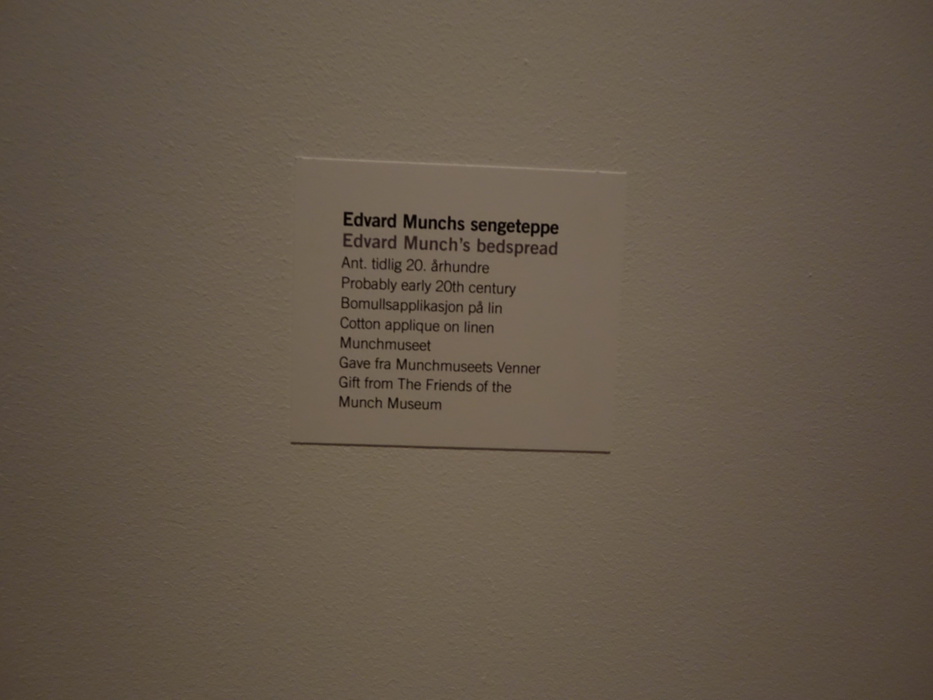 Edvard Munchs sengeteppe
Edvard Munch's bedspread
Ant. tidlig 20. århundre
Probably early 20th century
Bomullsapplikasjon på lin
Cotton applique on linen
Munchmuseet
Gave fra Munchmuseets Venner
Gift from The Friends of the
Munch Museum